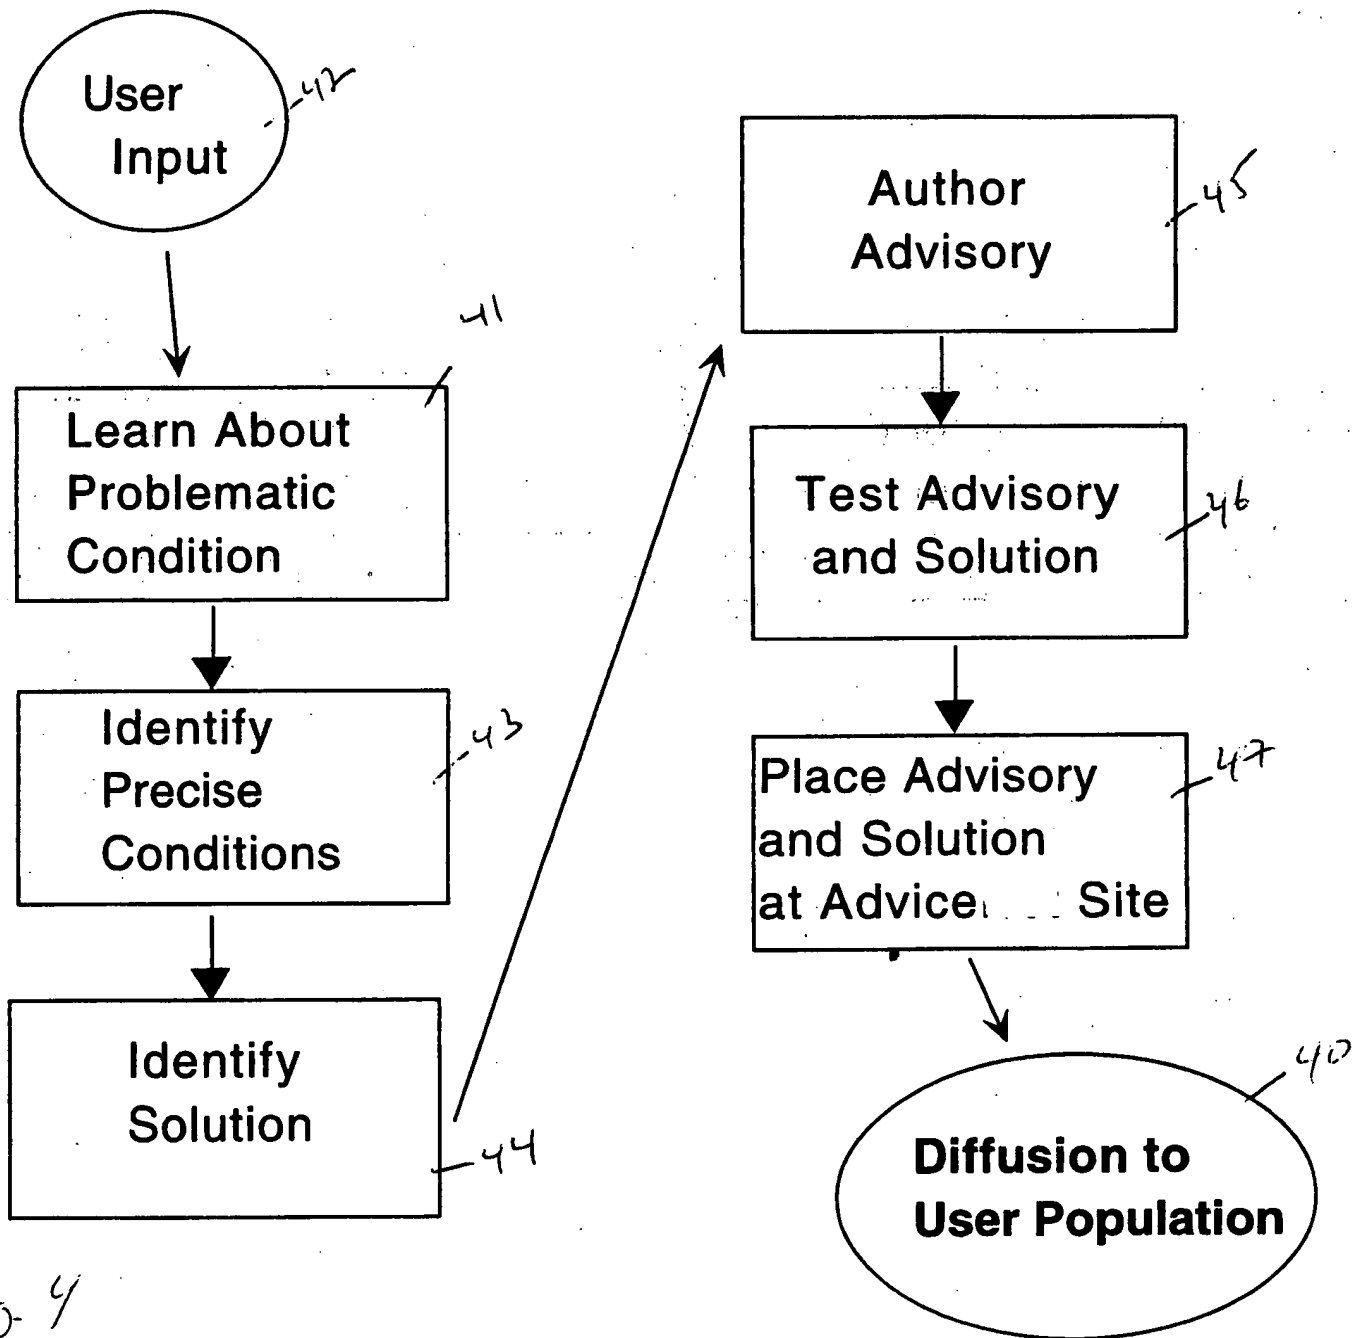 User
Input
42
41
Learn About
Problematic
Condition
Identify
Precise
Conditions
43
Identify
Solution
44
Author
Advisory
45
Test Advisory
and Solution
46
Place Advisory
and Solution
at Advice Site
47
40
Diffusion to
User Population
4